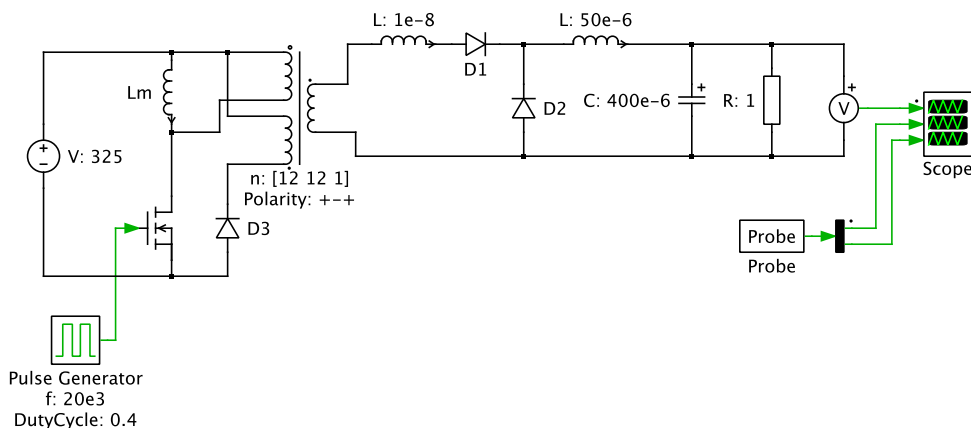 L: 1e-8
L: 50e-6
D1
Lm
D2
C: 400e-6
R: 1
V
V: 325
Scope
n: [12 12 1]
Polarity: +-+
D3
Probe
Probe
Pulse Generator
f: 20e3
DutyCycle: 0.4